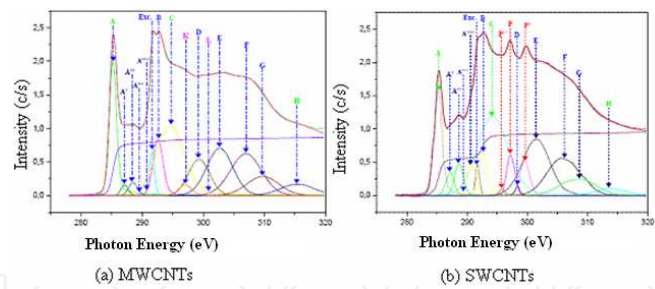 A Exc. B C K D L E F G H
A' A'' A''' A''''
2,5
2,0
1,5
1,0
0,5
0,0
Intensity (c/s)
280 290 300 310 320
Photon Energy (eV)
(a) MWCNTs
A Exc. B C P' P P'' D E F G H
A' A'' A''' A''''
2,5
2,0
1,5
1,0
0,5
0,0
Intensity (c/s)
280 290 300 310 320
Photon Energy (eV)
(b) SWCNTs